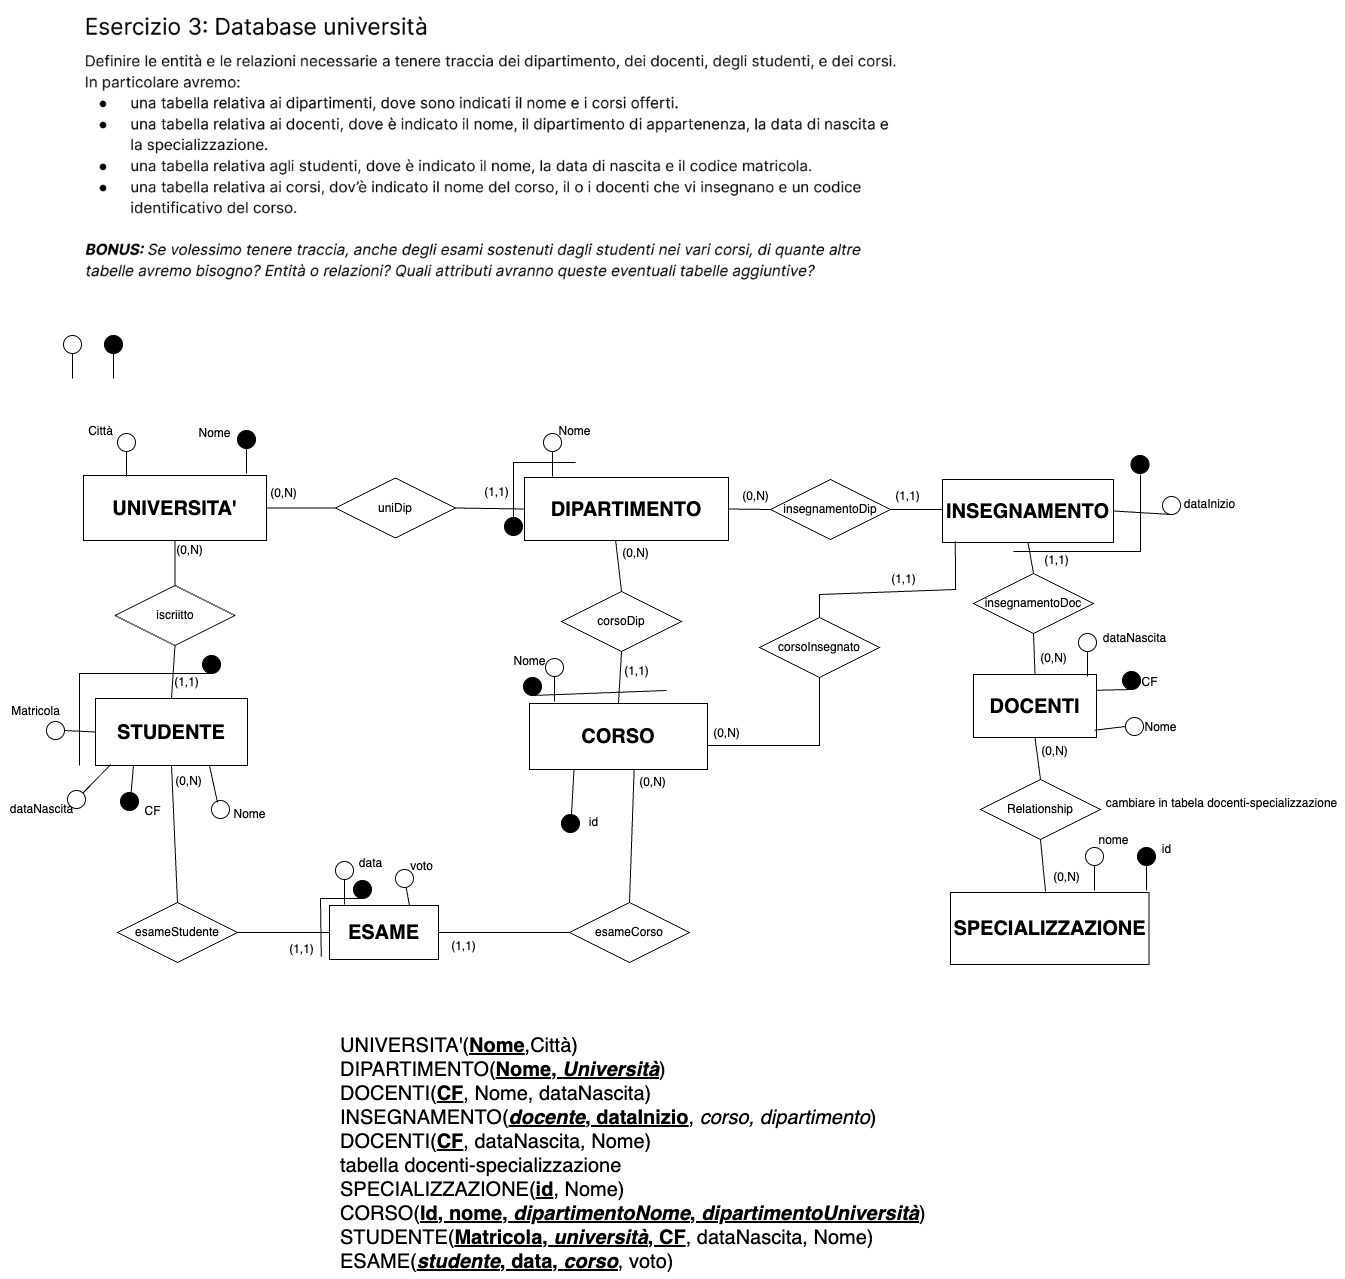 Esercizio 3: Database università
Definire le entità e le relazioni necessarie a tenere traccia dei dipartimento, dei docenti, degli studenti, e dei corsi.
In particolare avremo:
● una tabella relativa ai dipartimenti, dove sono indicati il nome e i corsi offerti.
● una tabella relativa ai docenti, dove è indicato il nome, il dipartimento di appartenenza, la data di nascita e
la specializzazione.
● una tabella relativa agli studenti, dove è indicato il nome, la data di nascita e il codice matricola.
● una tabella relativa ai corsi, dov'è indicato il nome del corso, il o i docenti che vi insegnano e un codice
identificativo del corso.
BONUS: Se volessimo tenere traccia, anche degli esami sostenuti dagli studenti nei vari corsi, di quante altre
tabelle avremo bisogno? Entità o relazioni? Quali attributi avranno queste eventuali tabelle aggiuntive?
Città
Nome
Nome
UNIVERSITA'
(0,N)
uniDip
(1,1)
DIPARTIMENTO
(0,N)
insegnamentoDip
(1,1)
INSEGNAMENTO
dataInizio
(0,N)
(0,N)
(1,1)
(1,1)
iscriitto
corsoDip
corsoInsegnato
insegnamentoDoc
(1,1)
Nome
(1,1)
(0,N)
dataNascita
CF
Matricola
STUDENTE
CORSO
(0,N)
DOCENTI
Nome
(0,N)
(0,N)
(0,N)
dataNascita
CF
Nome
id
Relationship
cambiare in tabela docenti-specializzazione
data
voto
nome
id
(0,N)
esameStudente
(1,1)
ESAME
(1,1)
esameCorso
SPECIALIZZAZIONE
UNIVERSITA'(Nome,Città)
DIPARTIMENTO(Nome, Università)
DOCENTI(CF, Nome, dataNascita)
INSEGNAMENTO(docente, dataInizio, corso, dipartimento)
DOCENTI(CF, dataNascita, Nome)
tabella docenti-specializzazione
SPECIALIZZAZIONE(id, Nome)
CORSO(Id, nome, dipartimentoNome, dipartimentoUniversità)
STUDENTE(Matricola, università, CF, dataNascita, Nome)
ESAME(studente, data, corso, voto)